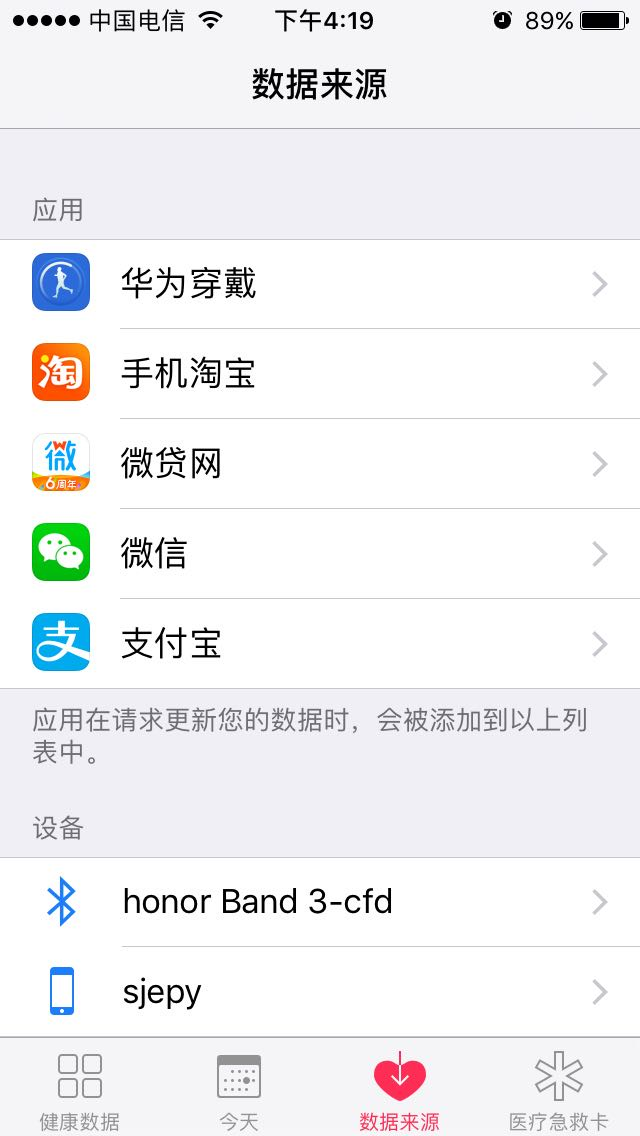 中国电信 下午4:19 89%
数据来源
应用
华为穿戴
淘
手机淘宝
微
6周年
微贷网
微信
支
支付宝
应用在请求更新您的数据时，会被添加到以上列
表中。
设备
honor Band 3-cfd
sjepy
健康数据 今天 数据来源 医疗急救卡